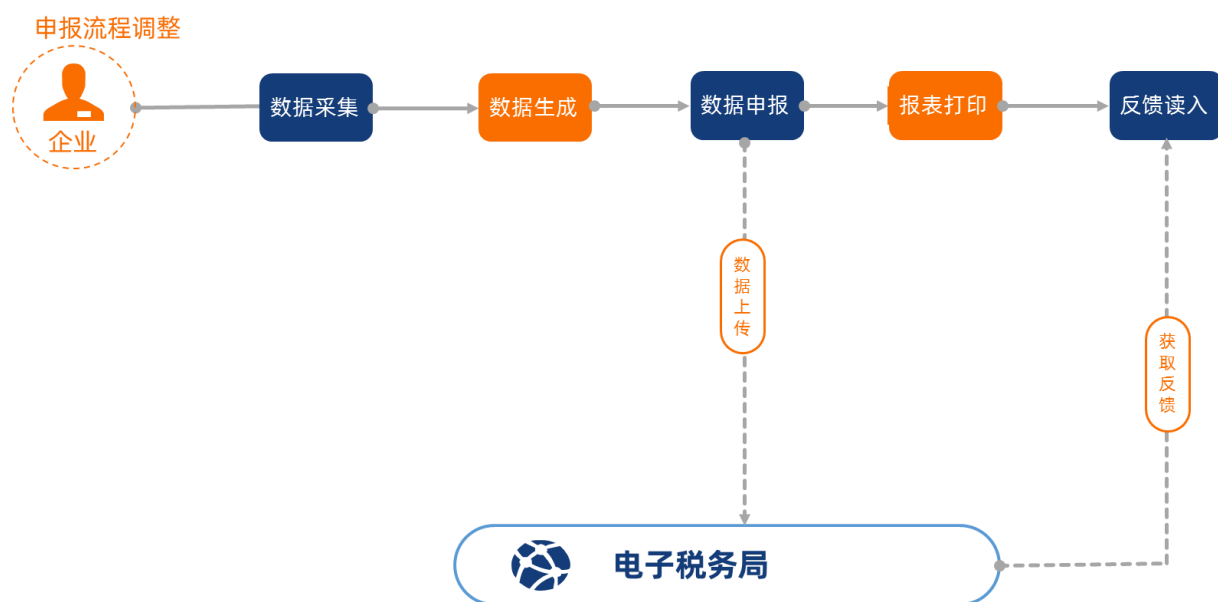 申报流程调整
企业
数据采集
数据生成
数据申报
报表打印
反馈读入
数据上传
获取反馈
电子税务局